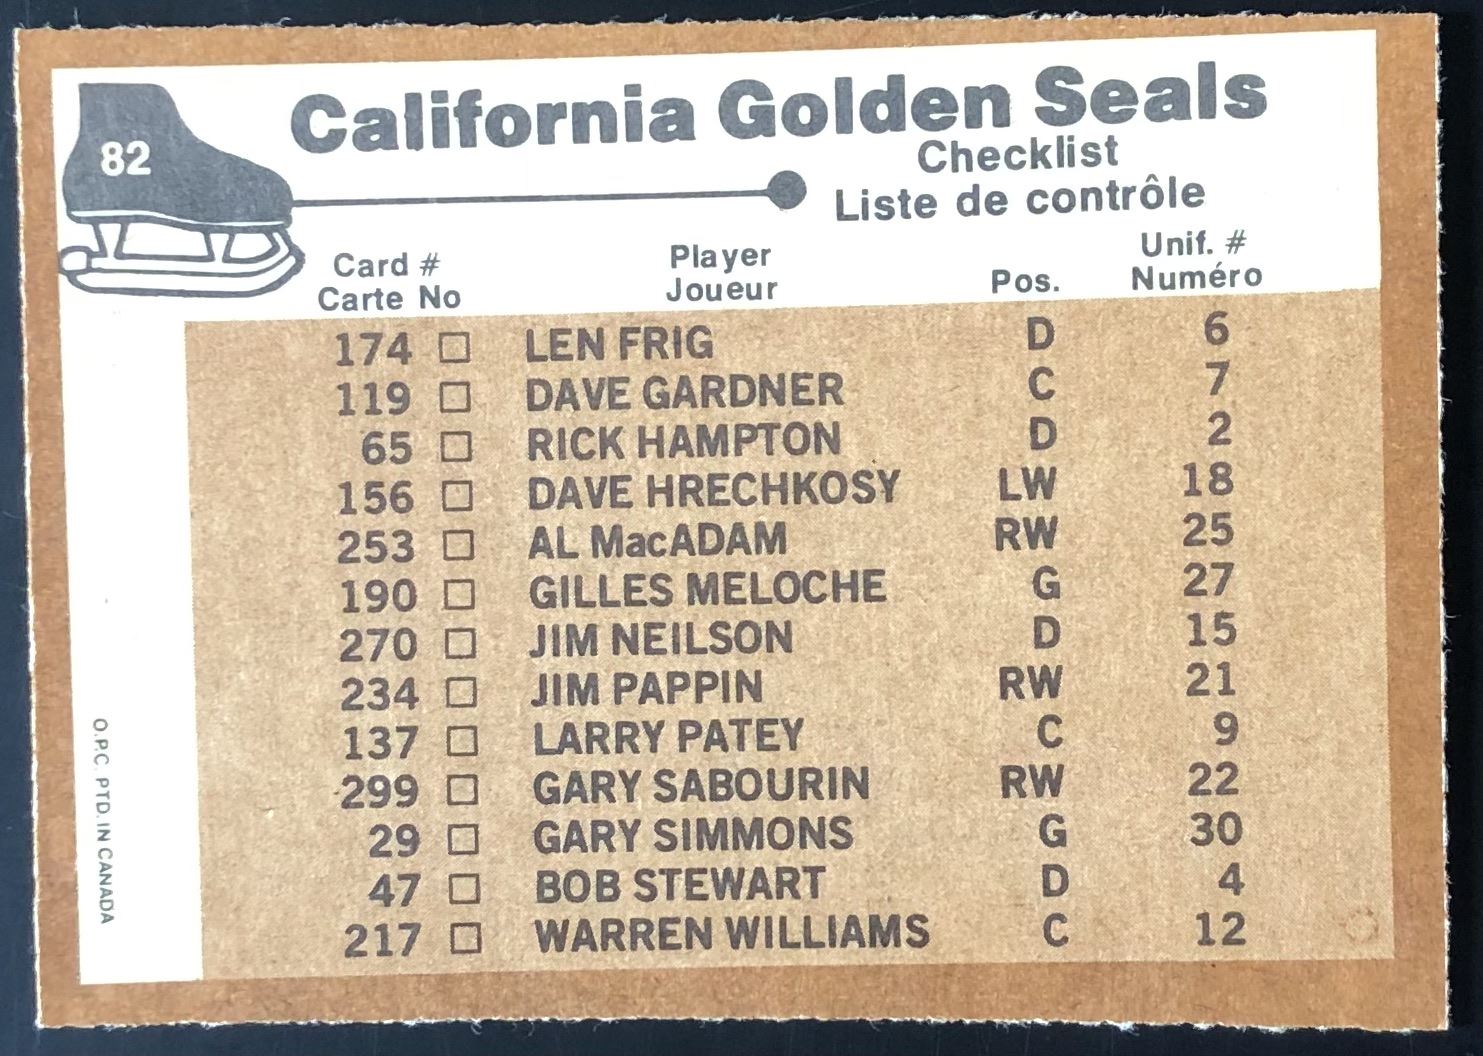 82
California Golden Seals
Checklist
Liste de contrôle
Card # Player Pos. Unif. #
Carte No Joueur Numéro
174 LEN FRIG D 6
119 DAVE GARDNER C 7
65 RICK HAMPTON D 2
156 DAVE HRECHKOSY LW 18
253 AL MacADAM RW 25
190 GILLES MELOCHE G 27
270 JIM NEILSON D 15
234 JIM PAPPIN RW 21
137 LARRY PATEY C 9
299 GARY SABOURIN RW 22
29 GARY SIMMONS G 30
47 BOB STEWART D 4
217 WARREN WILLIAMS C 12
O.P.C. PTD. IN CANADA